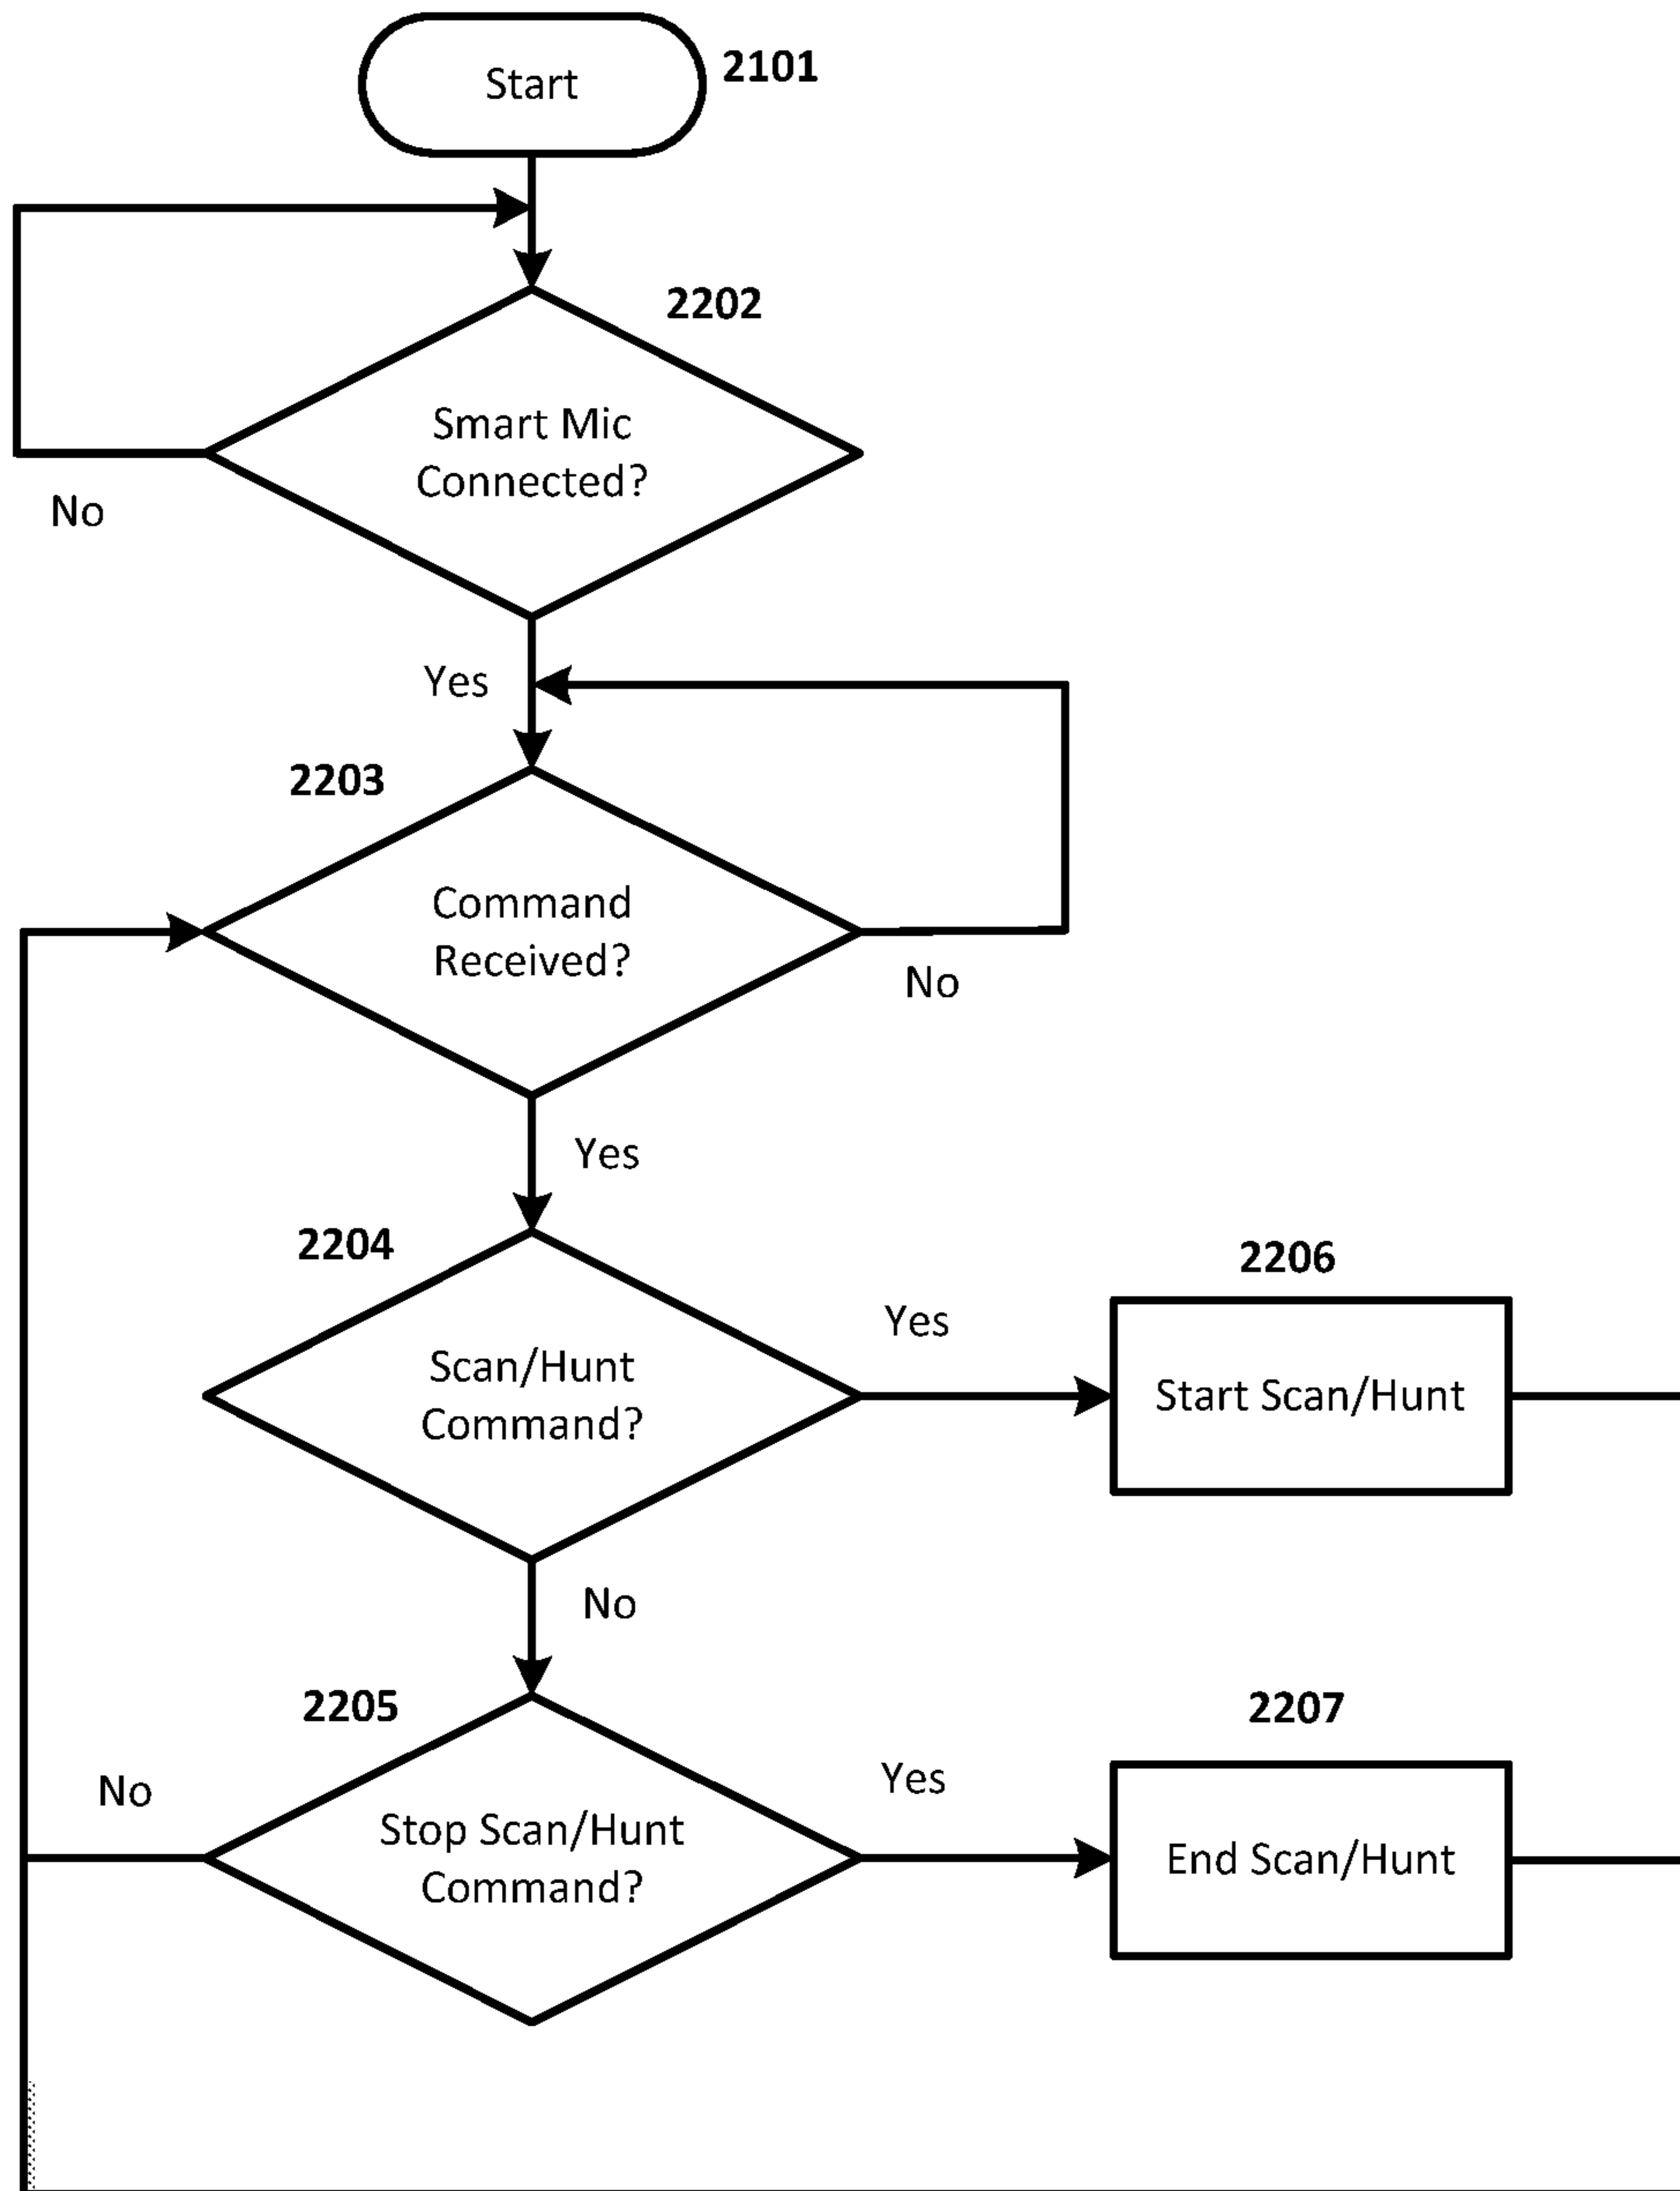 Start
2101
2202
Smart Mic
Connected?
No
Yes
2203
Command
Received?
No
Yes
2204
Scan/Hunt
Command?
Yes
2206
Start Scan/Hunt
No
2205
Stop Scan/Hunt
Command?
No
Yes
2207
End Scan/Hunt